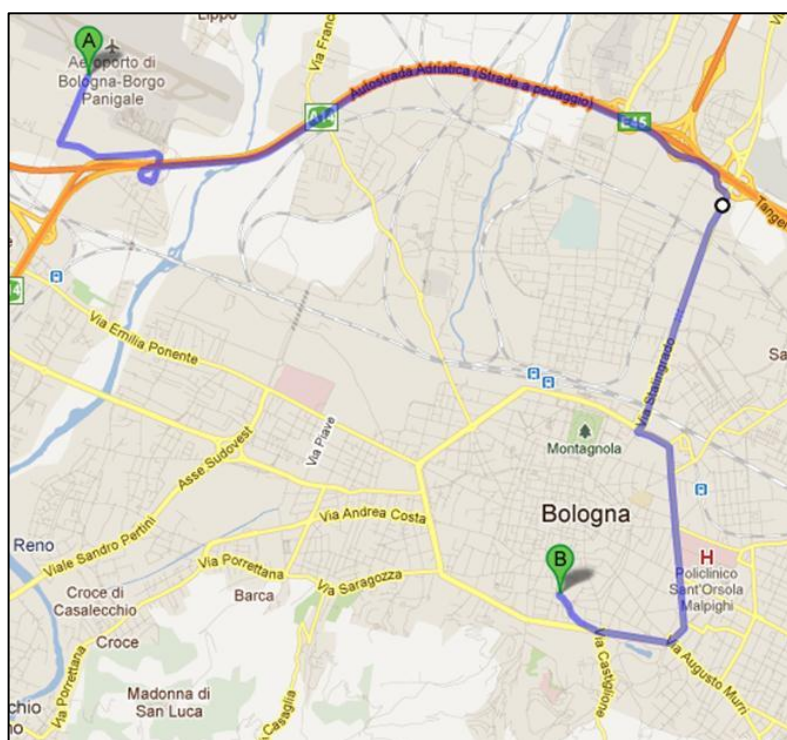 Lippo
A
Aeroporto di
Bologna-Borgo
Panigale
Via Franc
Autostrada Adriatica (Strada a pedaggio)
A14
E45
Tangen
Via Emilia Ponente
Via Stalingrado
Sa
Via Piave
Asse Sudovest
Montagnola
Bologna
Via Andrea Costa
Viale Sandro Pertini
Reno
B
H
Policlinico
Sant'Orsola
Malpighi
Via Porrettana
Via Saragozza
Croce di
Casalecchio
Barca
Croce
Via Castiglione
Via Augusto Murri
Via Porrettana
Madonna di
San Luca
Casaglia